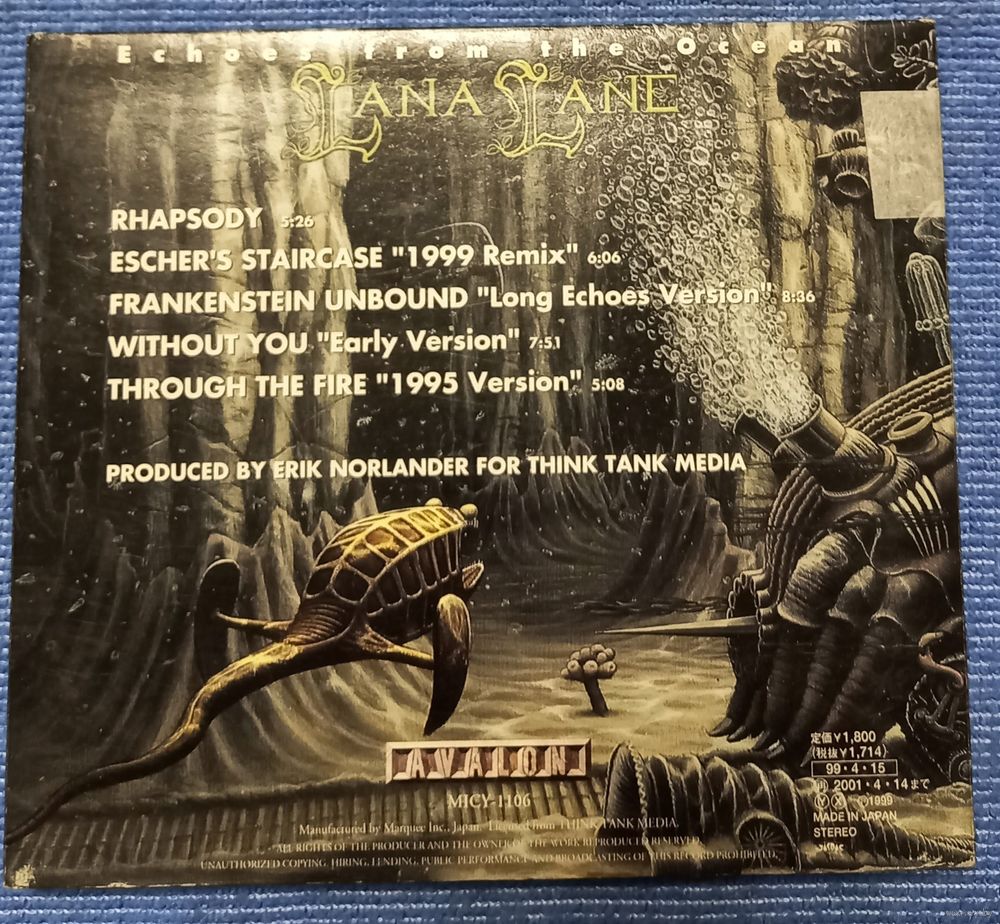 Echoes from the Ocean
LANA LANE
RHAPSODY 5:26
ESCHER'S STAIRCASE "1999 Remix" 6:06
FRANKENSTEIN UNBOUND "Long Echoes Version" 8:36
WITHOUT YOU "Early Version" 7:51
THROUGH THE FIRE "1995 Version" 5:08
PRODUCED BY ERIK NORLANDER FOR THINK TANK MEDIA
AVALON
MICY-1106
定価¥1,800
(税抜¥1,714)
99・4・15
2001・4・14まで
Ⓨ Ⓧ Ⓟ1999
MADE IN JAPAN
STEREO
Manufactured by Marquee Inc., Japan. Licensed from THINK TANK MEDIA.
ALL RIGHTS OF THE PRODUCER AND THE OWNER OF THE WORK REPRODUCED RESERVED.
UNAUTHORIZED COPYING, HIRING, LENDING, PUBLIC PERFORMANCE AND BROADCASTING OF THIS RECORD PROHIBITED.